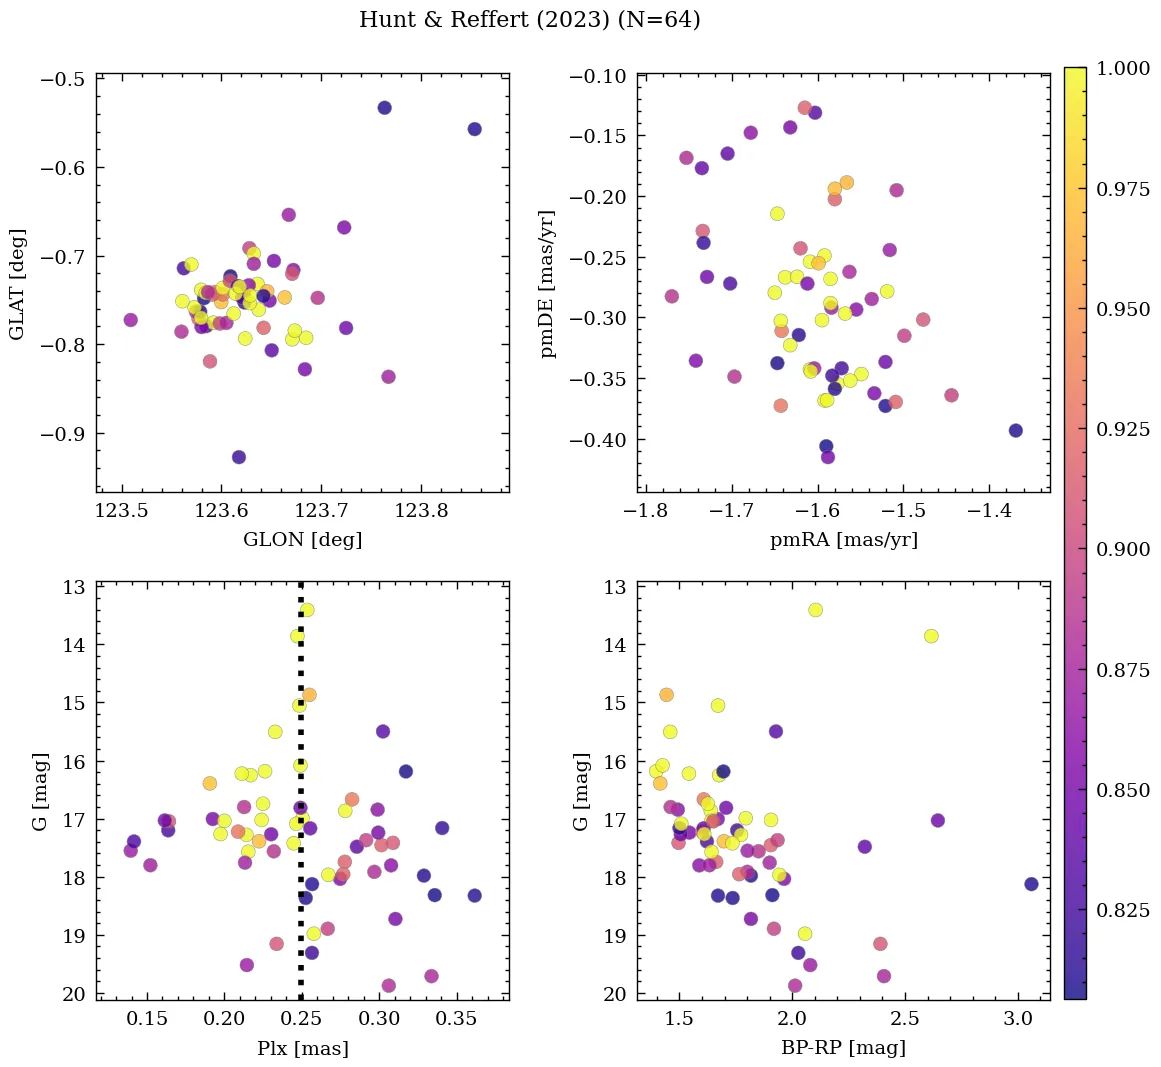 Hunt & Reffert (2023) (N=64)
−0.5
−0.6
−0.7
−0.8
−0.9
GLAT [deg]
123.5 123.6 123.7 123.8
GLON [deg]
−0.10
−0.15
−0.20
−0.25
−0.30
−0.35
−0.40
pmDE [mas/yr]
−1.8 −1.7 −1.6 −1.5 −1.4
pmRA [mas/yr]
13
14
15
16
17
18
19
20
G [mag]
0.15 0.20 0.25 0.30 0.35
Plx [mas]
13
14
15
16
17
18
19
20
G [mag]
1.5 2.0 2.5 3.0
BP-RP [mag]
1.000
0.975
0.950
0.925
0.900
0.875
0.850
0.825